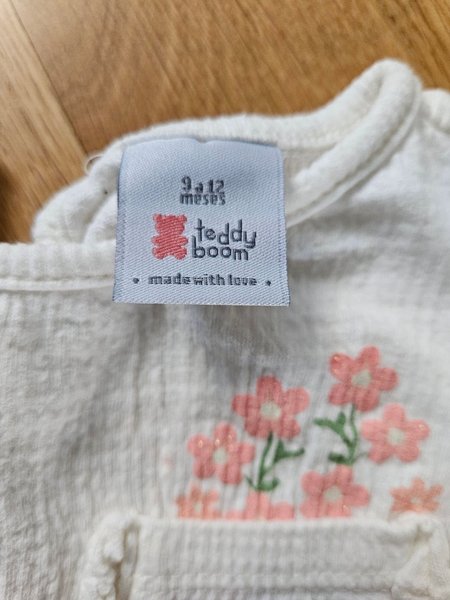 9 a 12
meses
teddy
boom
• made with love •